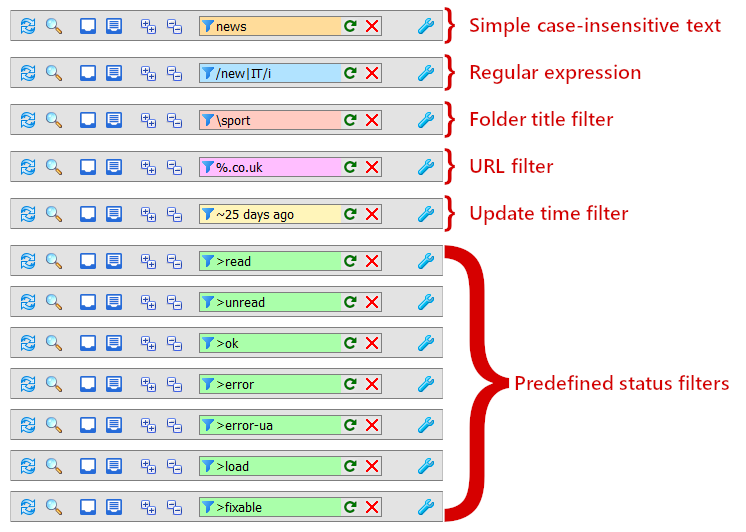 news Simple case-insensitive text
/new|IT/i Regular expression
\sport Folder title filter
%.co.uk URL filter
~25 days ago Update time filter
>read
>unread
>ok
>error Predefined status filters
>error-ua
>load
>fixable